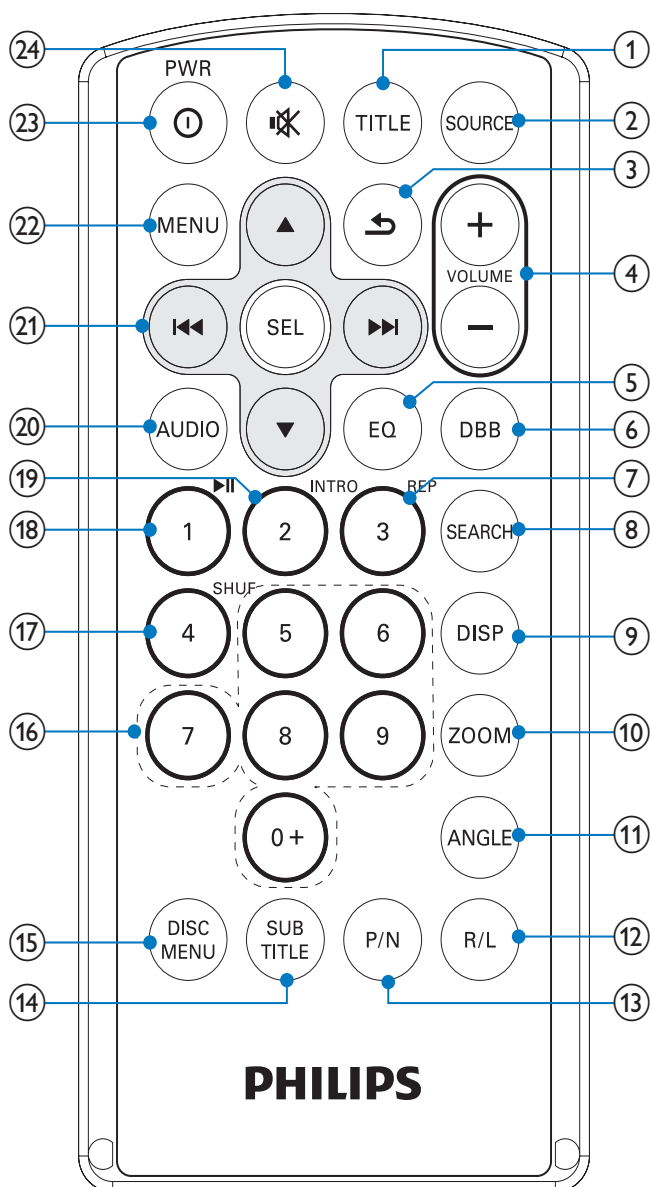 24
1
PWR
23
TITLE
SOURCE
2
3
22
MENU
+
VOLUME
4
21
SEL
−
5
20
AUDIO
EQ
DBB
6
19
INTRO
REP
7
18
1
2
3
SEARCH
8
SHUF
17
4
5
6
DISP
9
16
7
8
9
ZOOM
10
0+
ANGLE
11
15
DISC
MENU
SUB
TITLE
P/N
R/L
12
14
13
PHILIPS